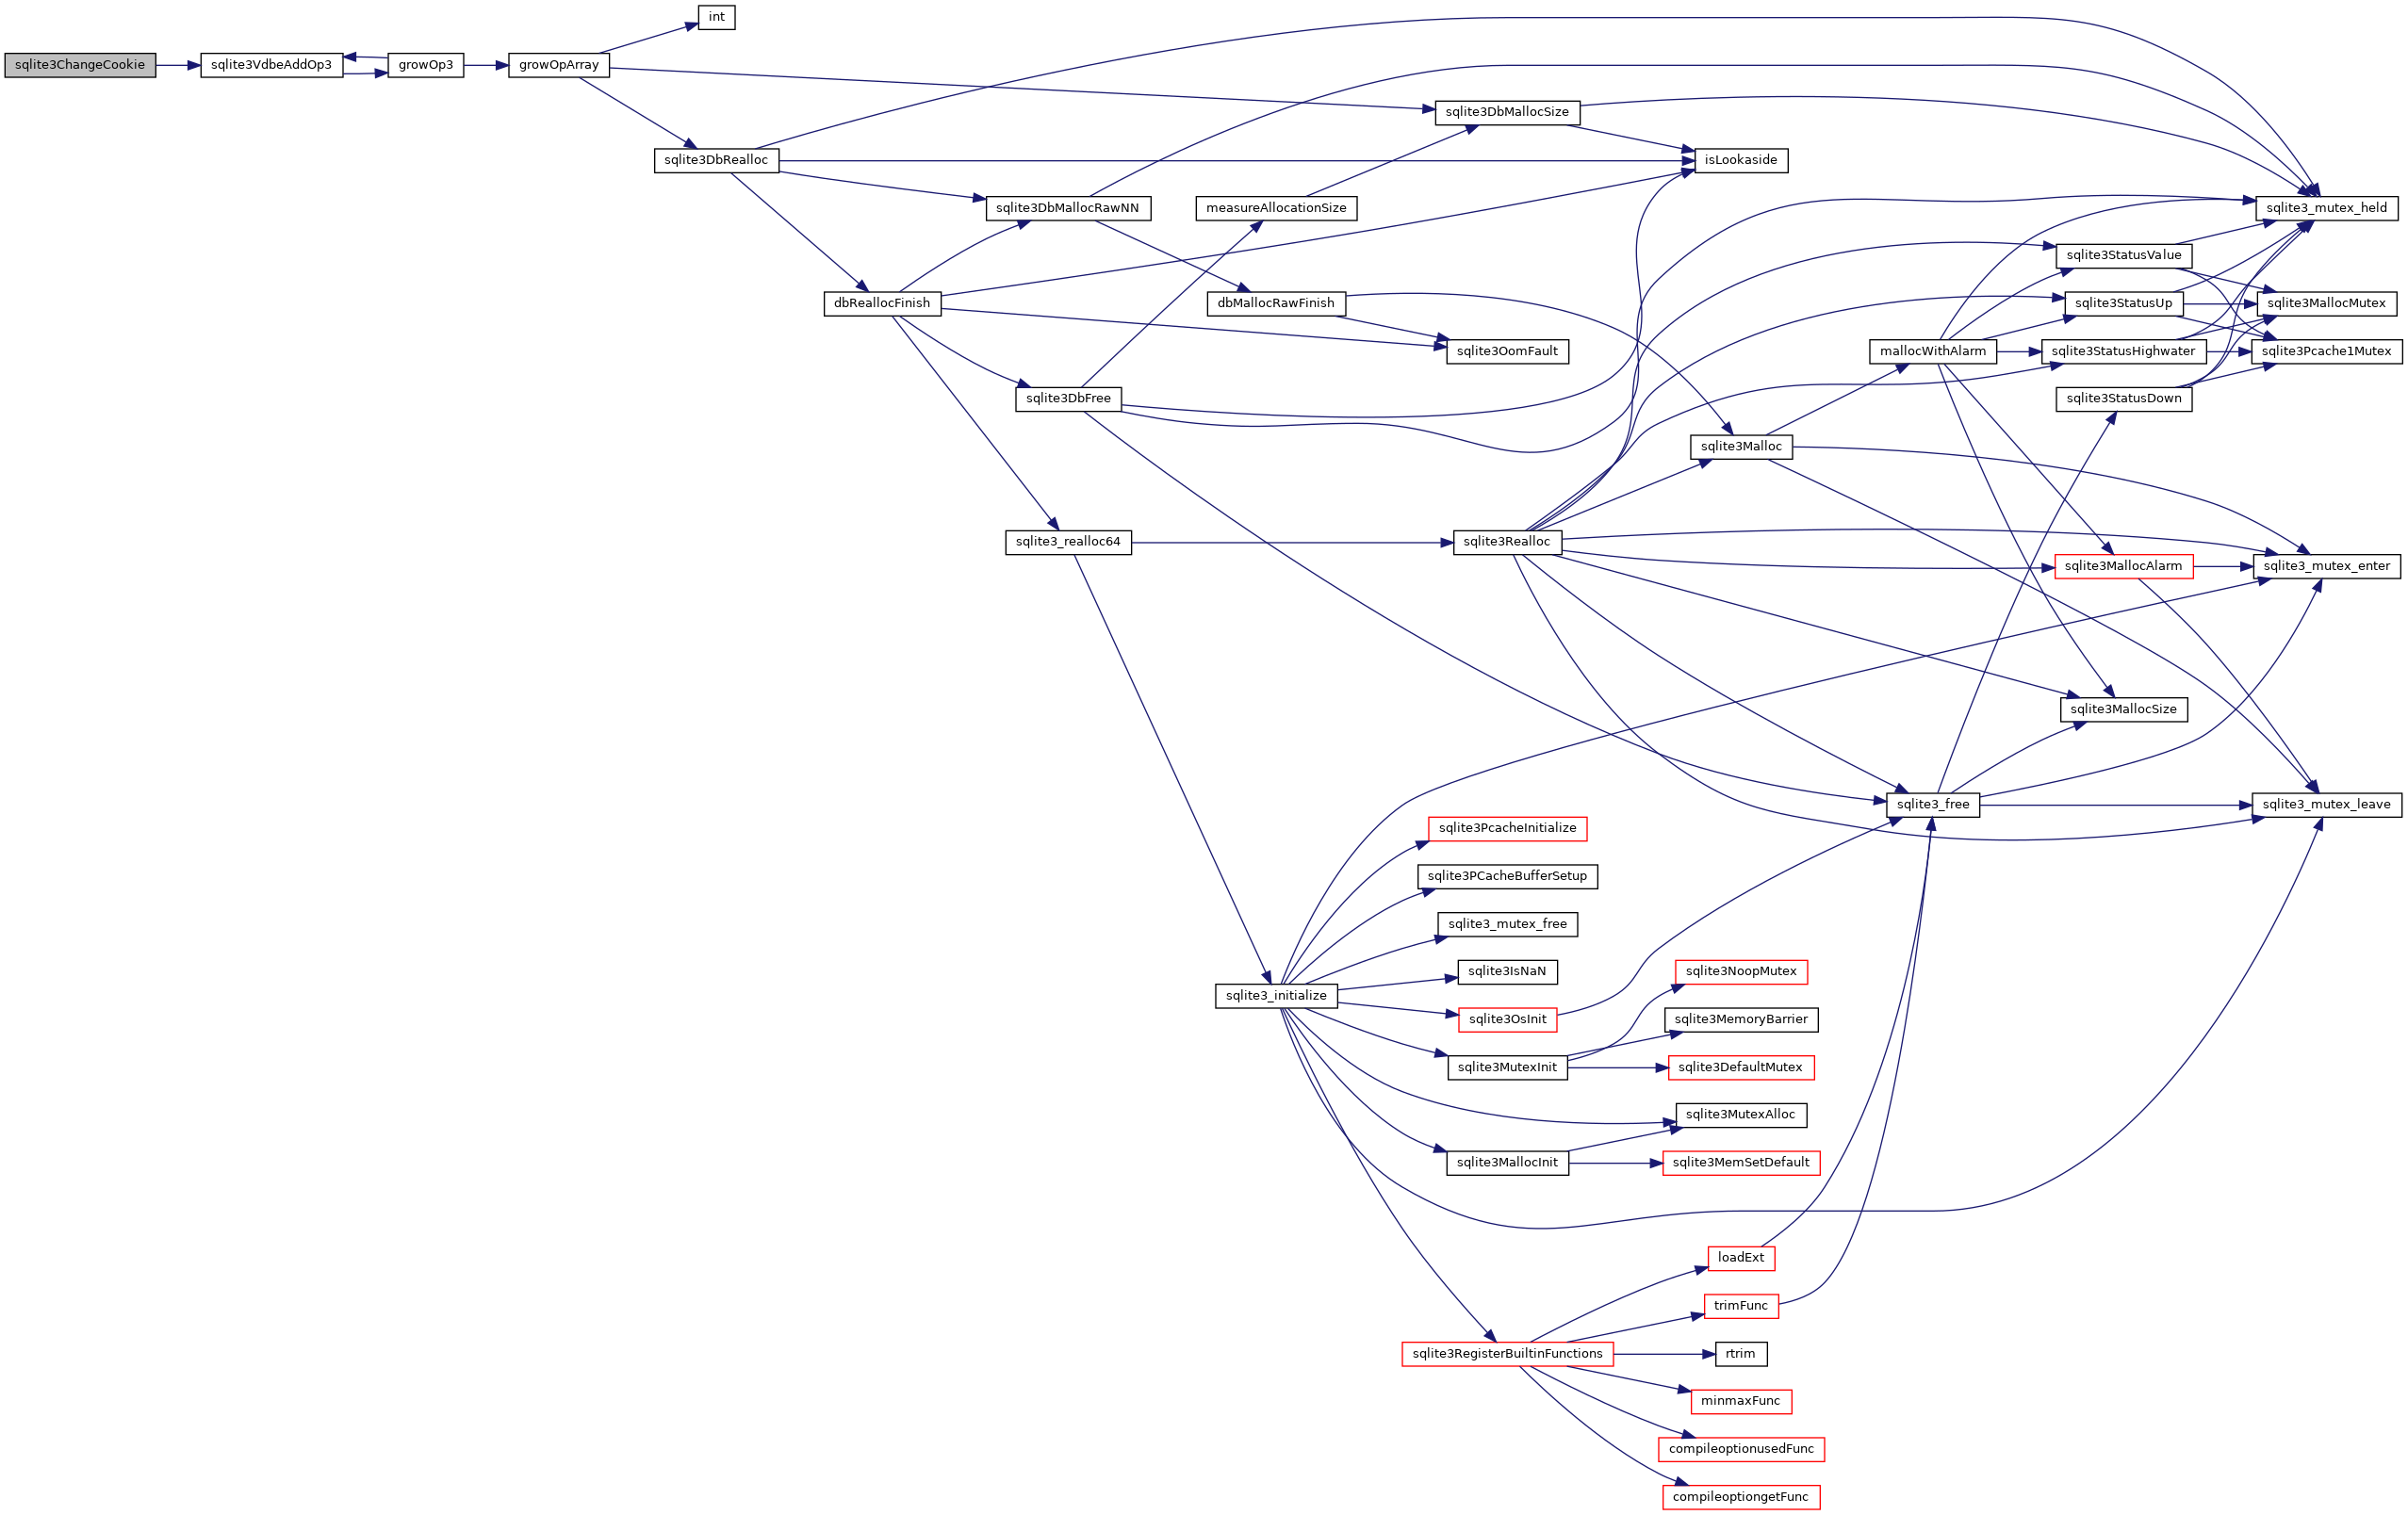 sqlite3ChangeCookie
sqlite3VdbeAddOp3
growOp3
growOpArray
int
sqlite3DbRealloc
dbReallocFinish
sqlite3DbMallocRawNN
sqlite3DbFree
sqlite3_realloc64
measureAllocationSize
dbMallocRawFinish
sqlite3_initialize
sqlite3DbMallocSize
sqlite3OomFault
sqlite3Realloc
sqlite3PcacheInitialize
sqlite3PCacheBufferSetup
sqlite3_mutex_free
sqlite3IsNaN
sqlite3OsInit
sqlite3MutexInit
sqlite3MallocInit
sqlite3RegisterBuiltinFunctions
isLookaside
sqlite3Malloc
sqlite3NoopMutex
sqlite3MemoryBarrier
sqlite3DefaultMutex
sqlite3MutexAlloc
sqlite3MemSetDefault
loadExt
trimFunc
rtrim
minmaxFunc
compileoptionusedFunc
compileoptiongetFunc
mallocWithAlarm
sqlite3_free
sqlite3StatusValue
sqlite3StatusUp
sqlite3StatusHighwater
sqlite3StatusDown
sqlite3MallocAlarm
sqlite3MallocSize
sqlite3_mutex_held
sqlite3MallocMutex
sqlite3Pcache1Mutex
sqlite3_mutex_enter
sqlite3_mutex_leave